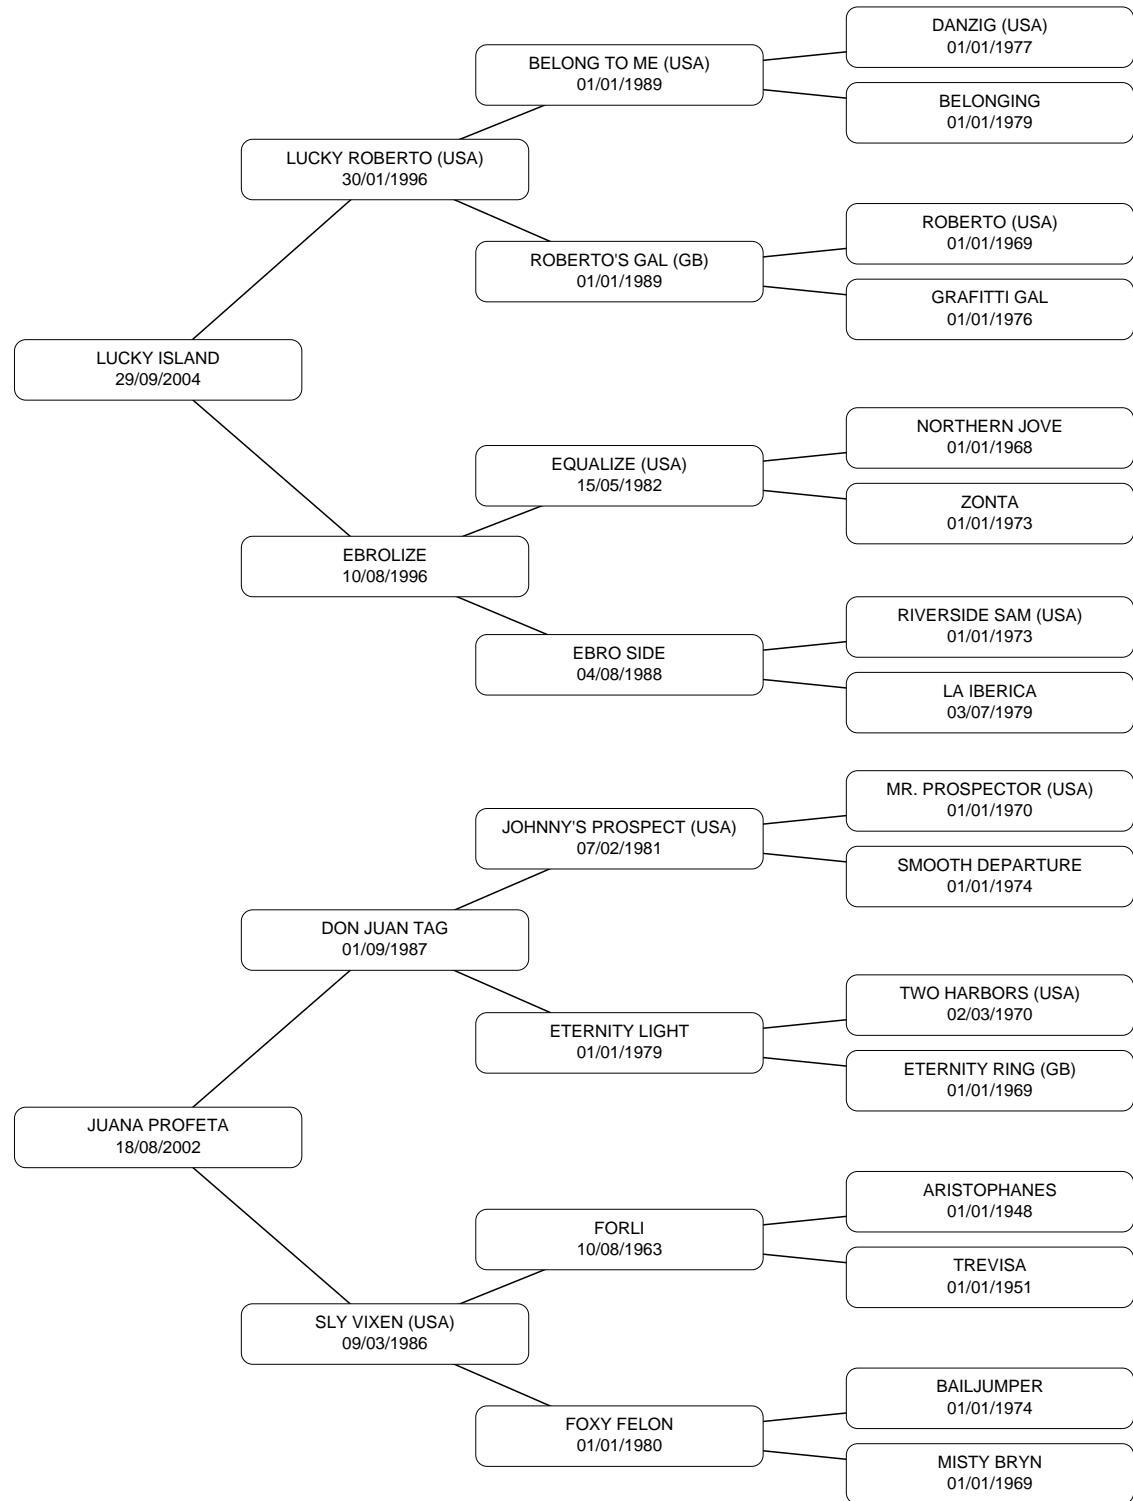 DANZIG (USA)
01/01/1977
BELONG TO ME (USA)
01/01/1989
BELONGING
01/01/1979
LUCKY ROBERTO (USA)
30/01/1996
ROBERTO (USA)
01/01/1969
ROBERTO'S GAL (GB)
01/01/1989
GRAFITTI GAL
01/01/1976
LUCKY ISLAND
29/09/2004
NORTHERN JOVE
01/01/1968
EQUALIZE (USA)
15/05/1982
ZONTA
01/01/1973
EBROLIZE
10/08/1996
RIVERSIDE SAM (USA)
01/01/1973
EBRO SIDE
04/08/1988
LA IBERICA
03/07/1979
MR. PROSPECTOR (USA)
01/01/1970
JOHNNY'S PROSPECT (USA)
07/02/1981
SMOOTH DEPARTURE
01/01/1974
DON JUAN TAG
01/09/1987
TWO HARBORS (USA)
02/03/1970
ETERNITY LIGHT
01/01/1979
ETERNITY RING (GB)
01/01/1969
JUANA PROFETA
18/08/2002
ARISTOPHANES
01/01/1948
FORLI
10/08/1963
TREVISA
01/01/1951
SLY VIXEN (USA)
09/03/1986
BAILJUMPER
01/01/1974
FOXY FELON
01/01/1980
MISTY BRYN
01/01/1969